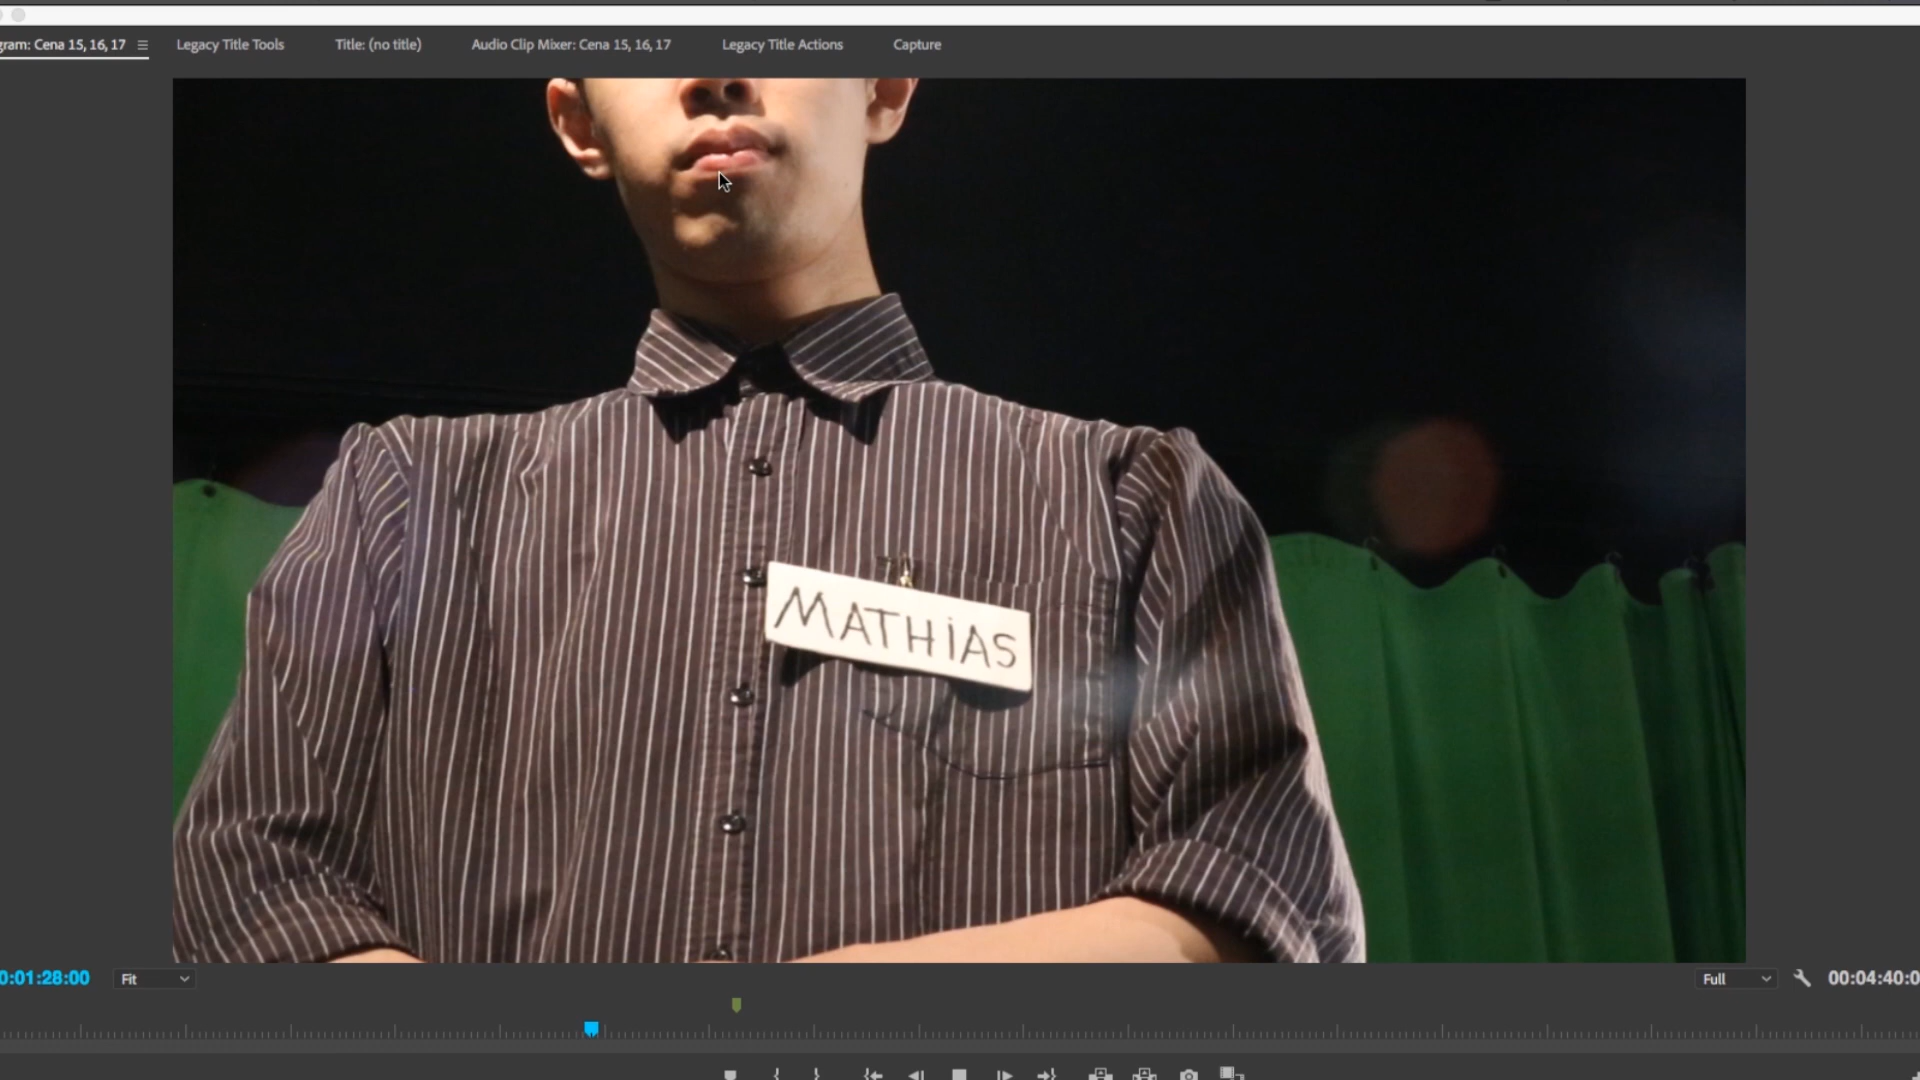 gram: Cena 15, 16, 17
Legacy Title Tools
Title: (no title)
Audio Clip Mixer: Cena 15, 16, 17
Legacy Title Actions
Capture
MATHiAS
0:01:28:00
Fit
Full
00:04:40:0